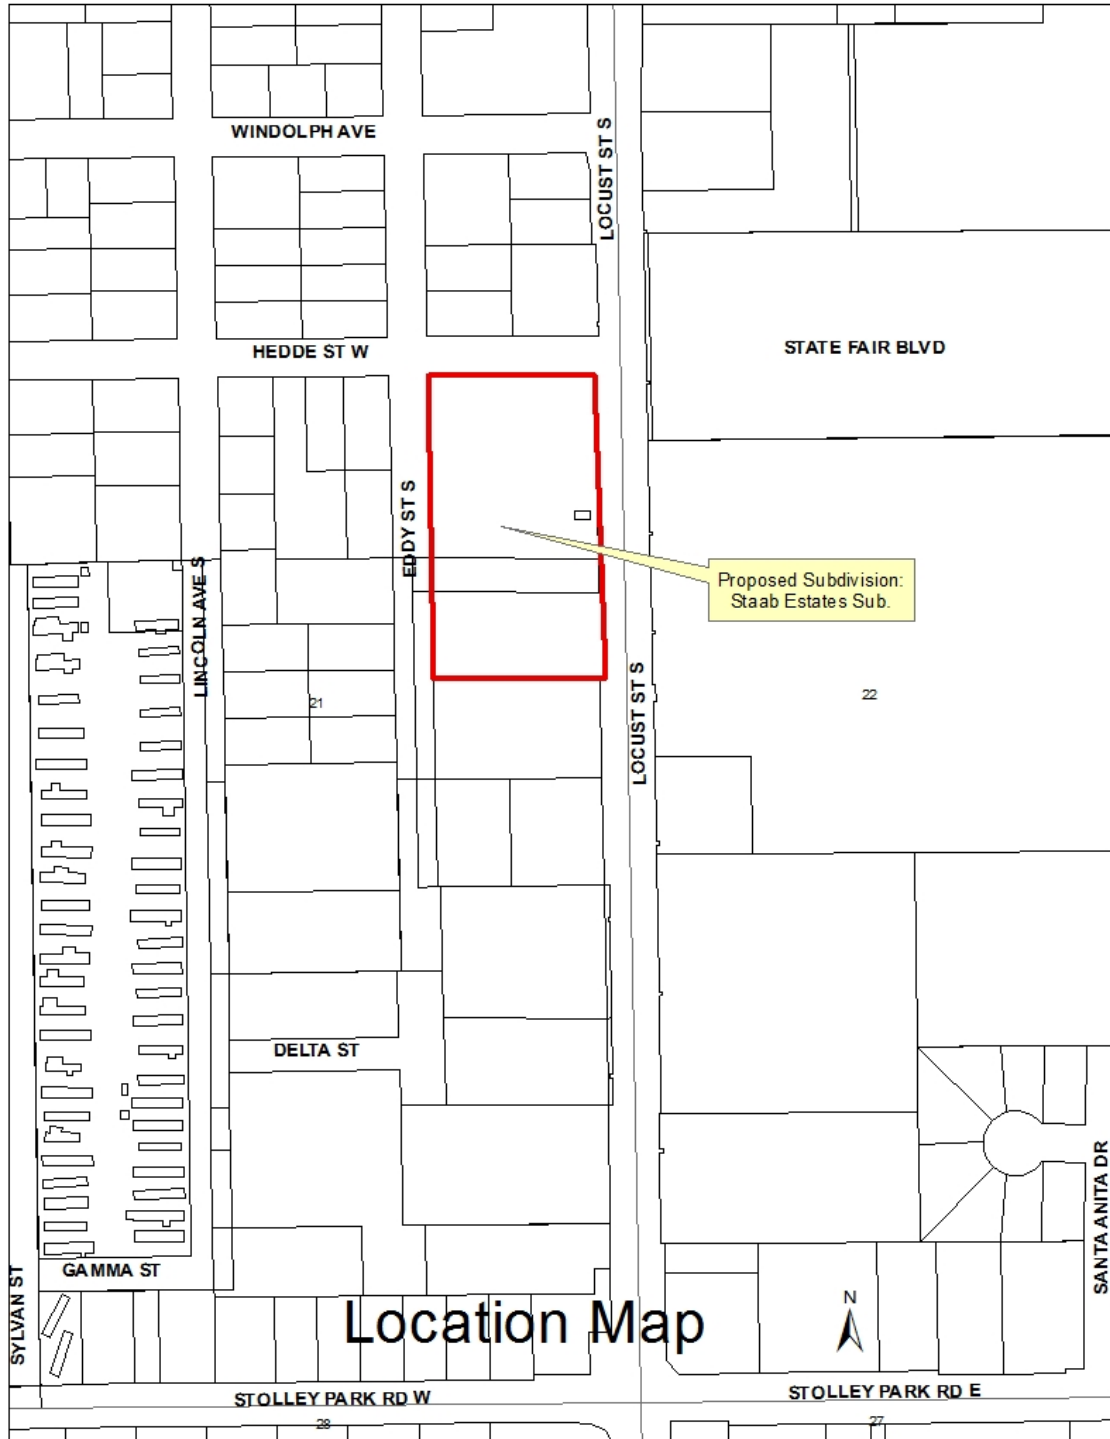 WINDOLPH AVE
LOCUST ST S
HEDDE ST W
STATE FAIR BLVD
EDDY ST S
LINCOLN AVE S
Proposed Subdivision:
Staab Estates Sub.
LOCUST ST S
21
22
DELTA ST
SANTA ANITA DR
GAMMA ST
SYLVAN ST
N
Location Map
STOLLEY PARK RD W
STOLLEY PARK RD E
28
27